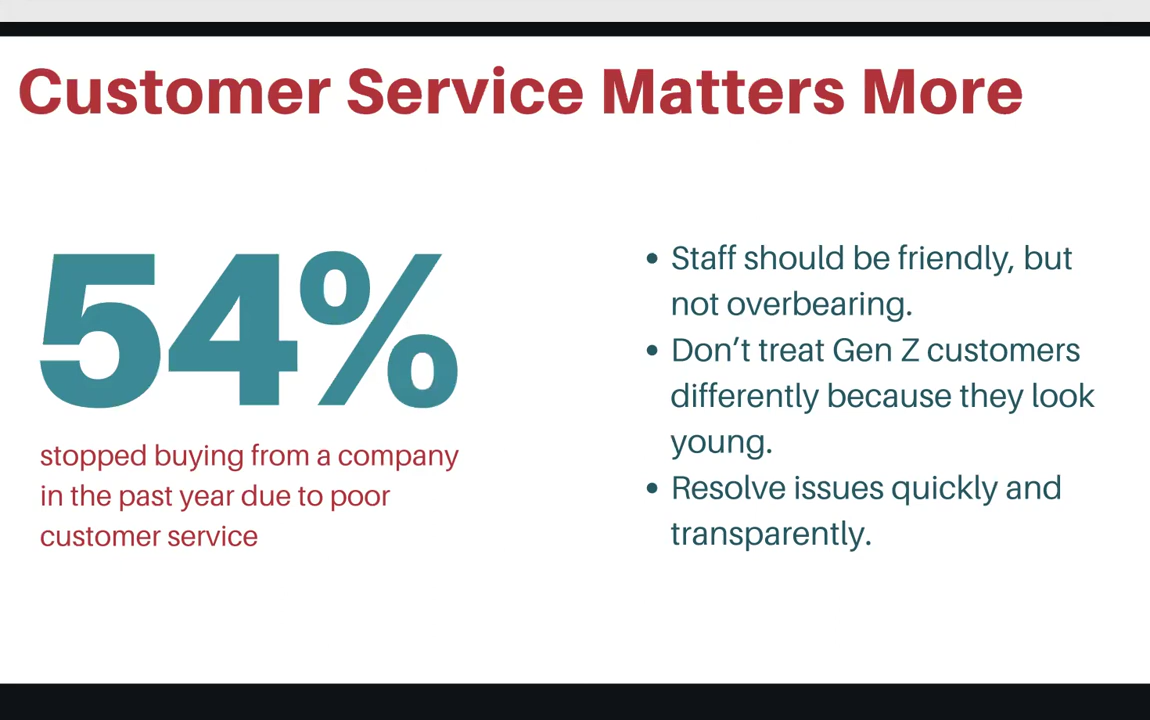 Customer Service Matters More
54%
stopped buying from a company
in the past year due to poor
customer service
• Staff should be friendly, but
not overbearing.
• Don’t treat Gen Z customers
differently because they look
young.
• Resolve issues quickly and
transparently.